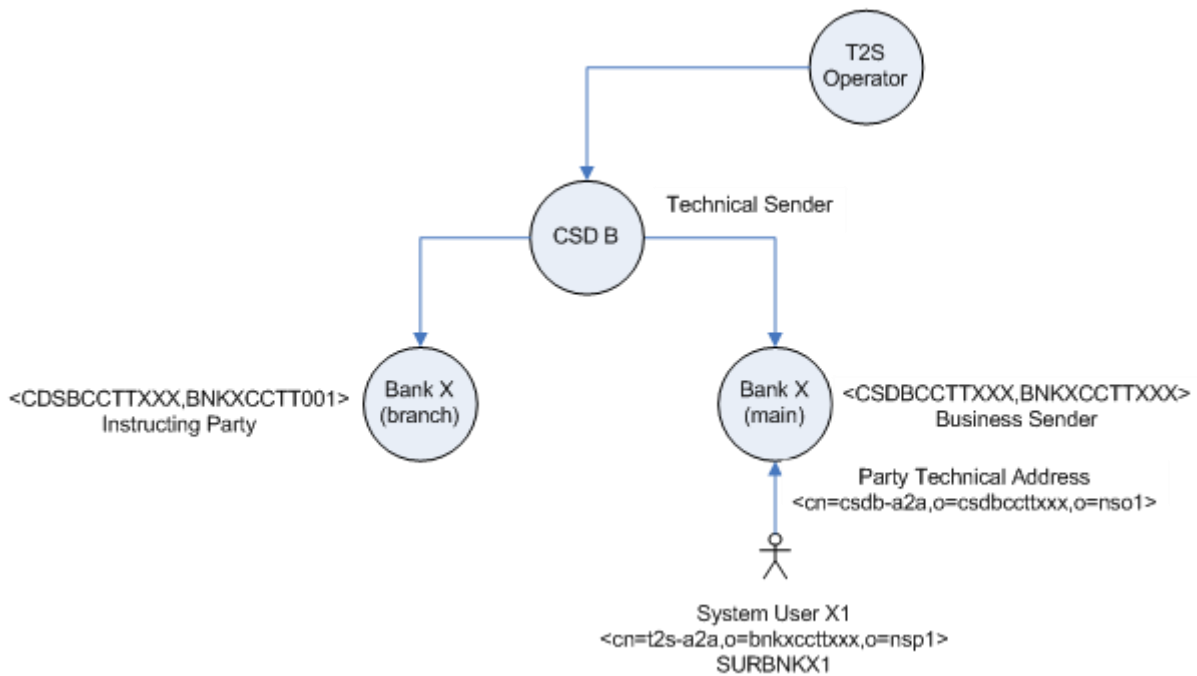 T2S
Operator
Technical Sender
CSD B
<CDSBCCTTXXX,BNKXCCTT001>
Instructing Party
Bank X
(branch)
Bank X
(main)
<CSDBCCTTXXX,BNKXCCTTXXX>
Business Sender
Party Technical Address
<cn=csdb-a2a,o=csdbccttxxx,o=nso1>
System User X1
<cn=t2s-a2a,o=bnkxccttxxx,o=nsp1>
SURBNKX1